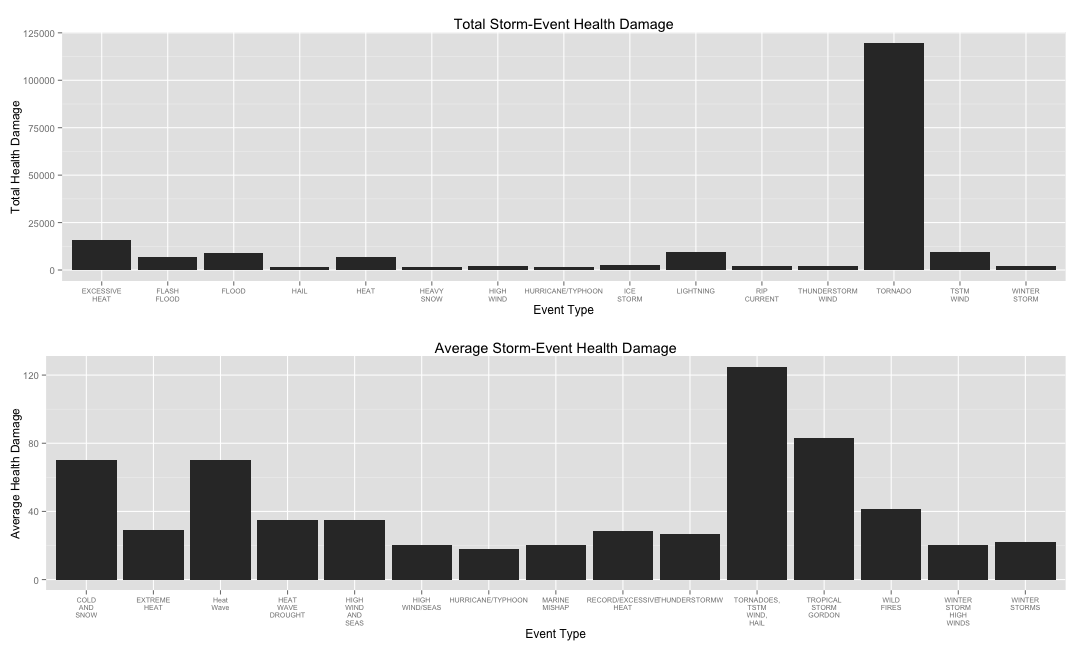 Total Storm-Event Health Damage
Total Health Damage
125000
100000
75000
50000
25000
0
EXCESSIVE
HEAT
FLASH
FLOOD
FLOOD
HAIL
HEAT
HEAVY
SNOW
HIGH
WIND
HURRICANE/TYPHOON
ICE
STORM
LIGHTNING
RIP
CURRENT
THUNDERSTORM
WIND
TORNADO
TSTM
WIND
WINTER
STORM
Event Type
Average Storm-Event Health Damage
Average Health Damage
120
80
40
0
COLD
AND
SNOW
EXTREME
HEAT
Heat
Wave
HEAT
WAVE
DROUGHT
HIGH
WIND
AND
SEAS
HIGH
WIND/SEAS
HURRICANE/TYPHOON
MARINE
MISHAP
RECORD/EXCESSIVE
HEAT
THUNDERSTORMW
TORNADOES,
TSTM
WIND,
HAIL
TROPICAL
STORM
GORDON
WILD
FIRES
WINTER
STORM
HIGH
WINDS
WINTER
STORMS
Event Type